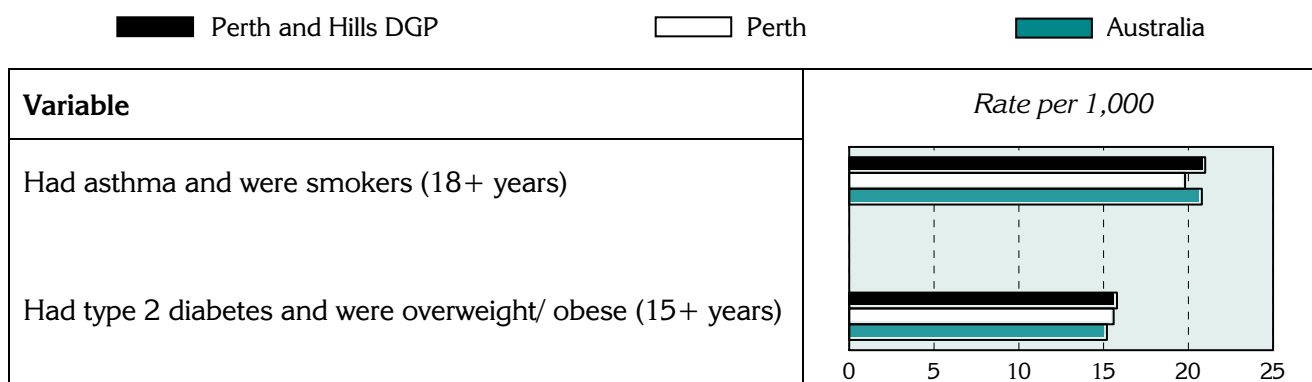 Perth and Hills DGP Perth Australia
Variable Rate per 1,000
Had asthma and were smokers (18+ years)
Had type 2 diabetes and were overweight/ obese (15+ years)
0 5 10 15 20 25